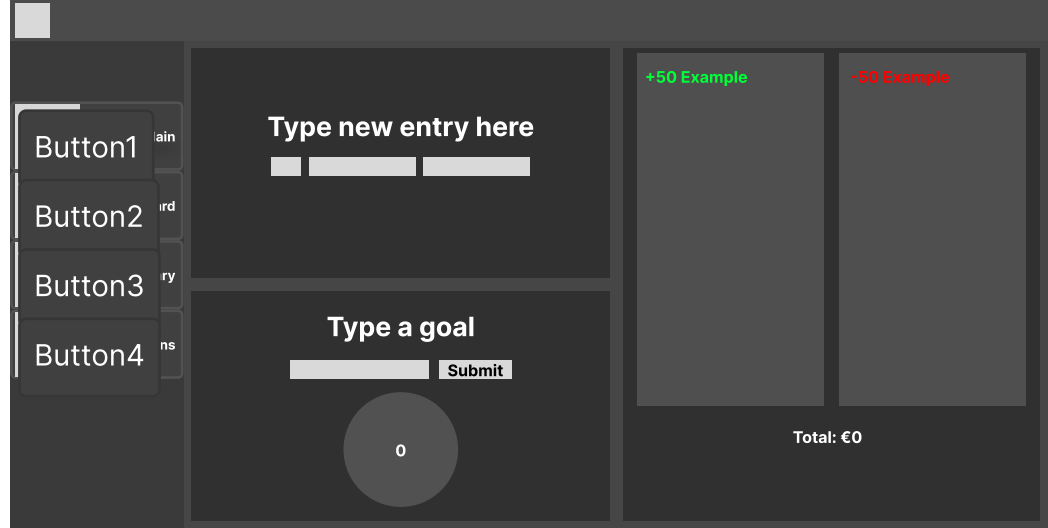 Button1
Button2
Button3
Button4
Type new entry here
Type a goal
Submit
0
+50 Example
-50 Example
Total: €0